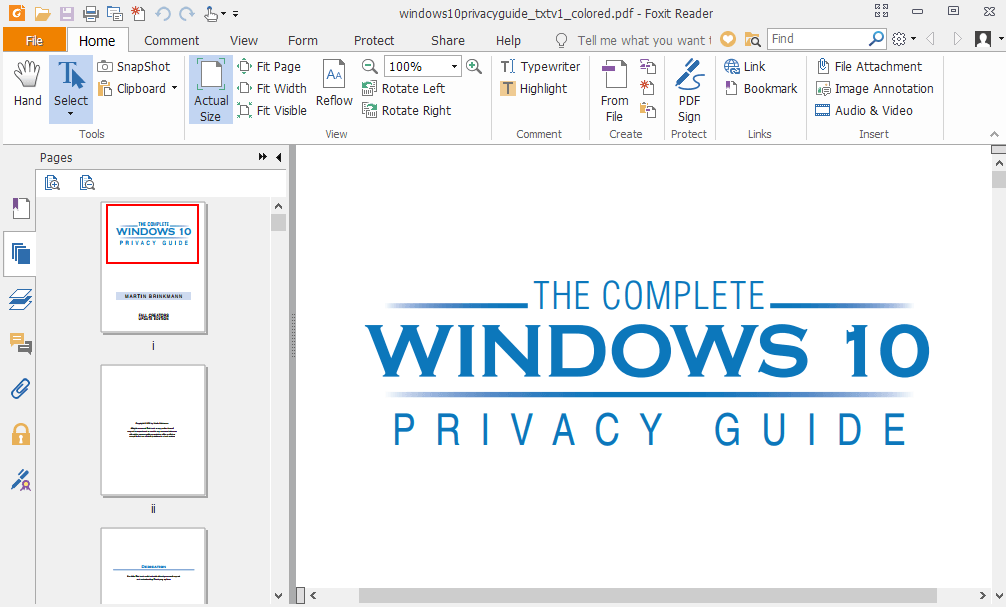 windows10privacyguide_txtv1_colored.pdf - Foxit Reader
File Home Comment View Form Protect Share Help Tell me what you want t Find
Hand
Select
SnapShot
Clipboard
Tools
Actual
Size
Fit Page
Fit Width
Fit Visible
Reflow
100%
Rotate Left
Rotate Right
View
Typewriter
Highlight
Comment
From
File
Create
PDF
Sign
Protect
Link
Bookmark
Links
File Attachment
Image Annotation
Audio & Video
Insert
Pages
THE COMPLETE
WINDOWS 10
PRIVACY GUIDE
MARTIN BRINKMANN
i
ii
THE COMPLETE
WINDOWS 10
PRIVACY GUIDE